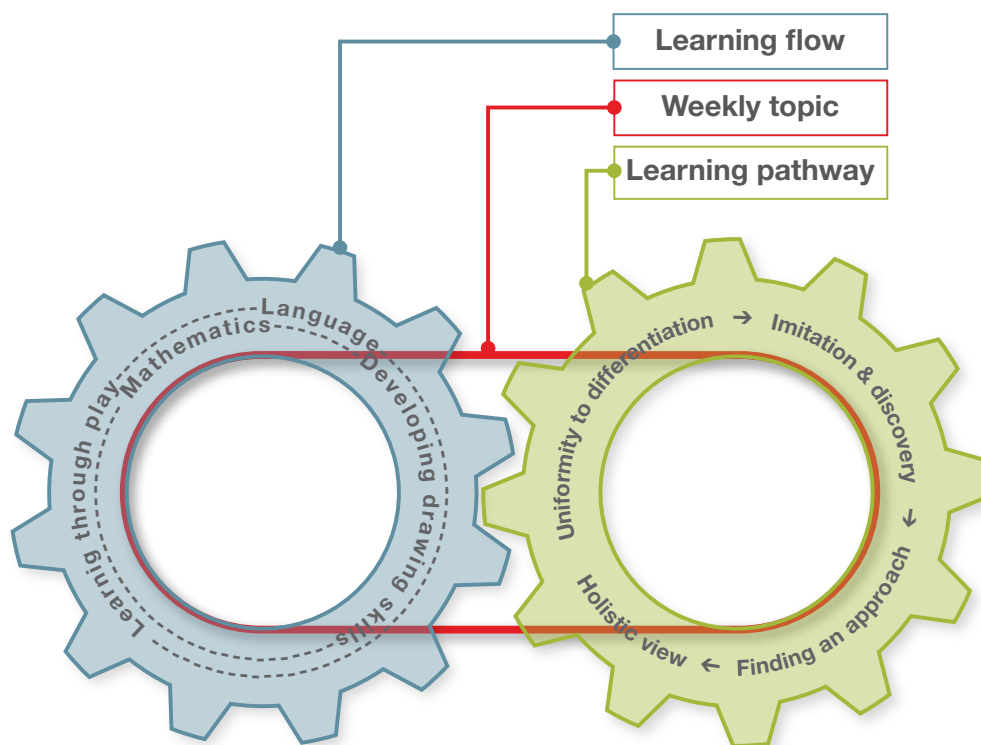 Learning flow
Weekly topic
Learning pathway
Language
Mathematics
Developing drawing skills
Learnig through play
Uniformity to differentiation → Imitation & discovery → Finding an approach → Holistic view